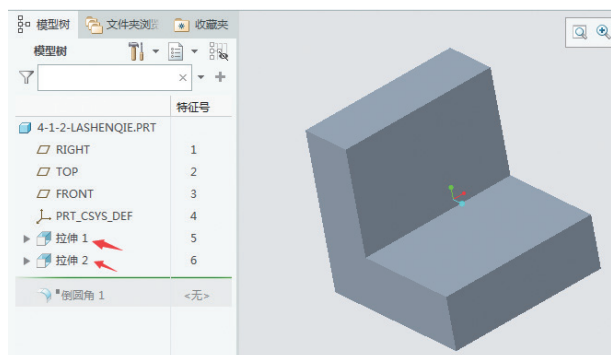 模型树 文件夹浏览 收藏夹
模型树
特征号
4-1-2-LASHENQIE.PRT
RIGHT 1
TOP 2
FRONT 3
PRT_CSYS_DEF 4
拉伸 1 5
拉伸 2 6
倒圆角 1 <无>